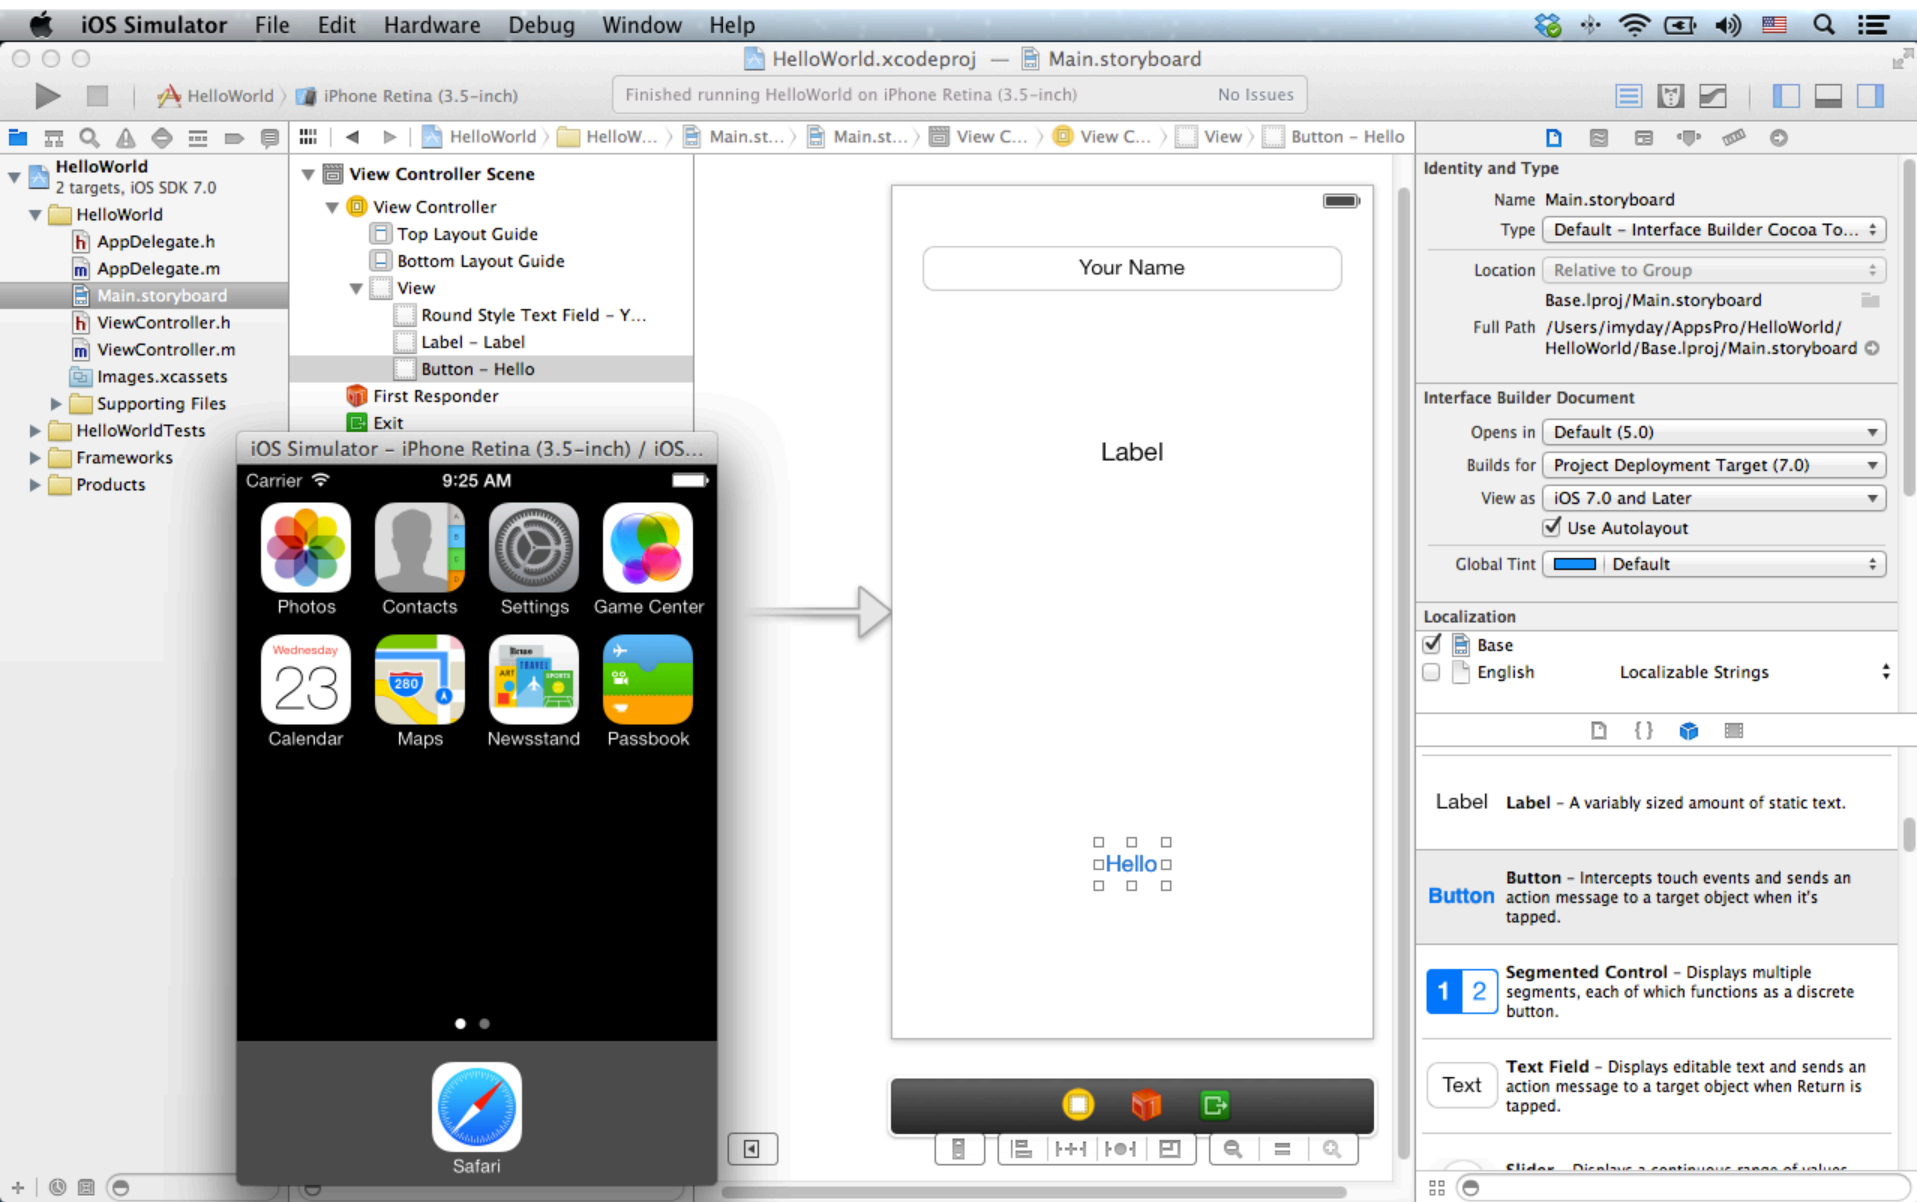 iOS Simulator File Edit Hardware Debug Window Help
HelloWorld.xcodeproj — Main.storyboard
HelloWorld iPhone Retina (3.5-inch)
Finished running HelloWorld on iPhone Retina (3.5-inch) No Issues
HelloWorld HelloW... Main.st... Main.st... View C... View C... View Button – Hello
HelloWorld
2 targets, iOS SDK 7.0
HelloWorld
h AppDelegate.h
m AppDelegate.m
Main.storyboard
h ViewController.h
m ViewController.m
Images.xcassets
Supporting Files
HelloWorldTests
Frameworks
Products
View Controller Scene
View Controller
Top Layout Guide
Bottom Layout Guide
View
Round Style Text Field – Y...
Label – Label
Button – Hello
First Responder
Exit
iOS Simulator – iPhone Retina (3.5-inch) / iOS...
Carrier 9:25 AM
Photos Contacts Settings Game Center
Wednesday
23
280
ART TRAVEL SPORTS
Calendar Maps Newsstand Passbook
Safari
Your Name
Label
Hello
Identity and Type
Name Main.storyboard
Type Default – Interface Builder Cocoa To...
Location Relative to Group
Base.lproj/Main.storyboard
Full Path /Users/imyday/AppsPro/HelloWorld/
HelloWorld/Base.lproj/Main.storyboard
Interface Builder Document
Opens in Default (5.0)
Builds for Project Deployment Target (7.0)
View as iOS 7.0 and Later
Use Autolayout
Global Tint Default
Localization
Base
English Localizable Strings
{ }
Label Label – A variably sized amount of static text.
Button Button – Intercepts touch events and sends an
action message to a target object when it's
tapped.
1 2 Segmented Control – Displays multiple
segments, each of which functions as a discrete
button.
Text Text Field – Displays editable text and sends an
action message to a target object when Return is
tapped.
Slider – Displays a continuous range of values